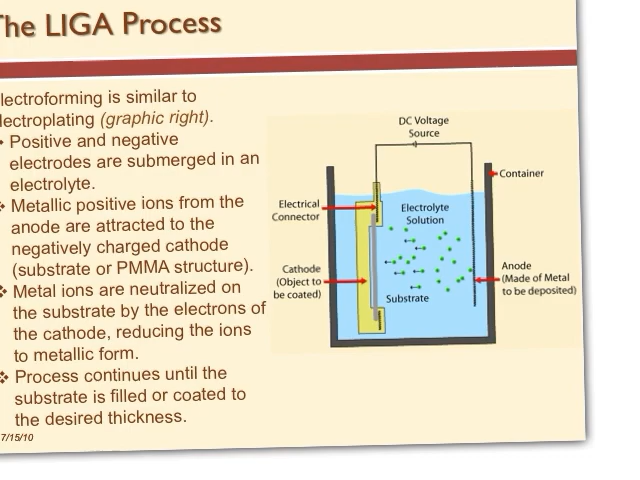 The LIGA Process
lectroforming is similar to
lectroplating (graphic right).
Positive and negative
electrodes are submerged in an
electrolyte.
Metallic positive ions from the
anode are attracted to the
negatively charged cathode
(substrate or PMMA structure).
Metal ions are neutralized on
the substrate by the electrons of
the cathode, reducing the ions
to metallic form.
Process continues until the
substrate is filled or coated to
the desired thickness.
7/15/10
DC Voltage
Source
Container
Electrical
Connector
Electrolyte
Solution
Cathode
(Object to
be coated)
Substrate
Anode
(Made of Metal
to be deposited)